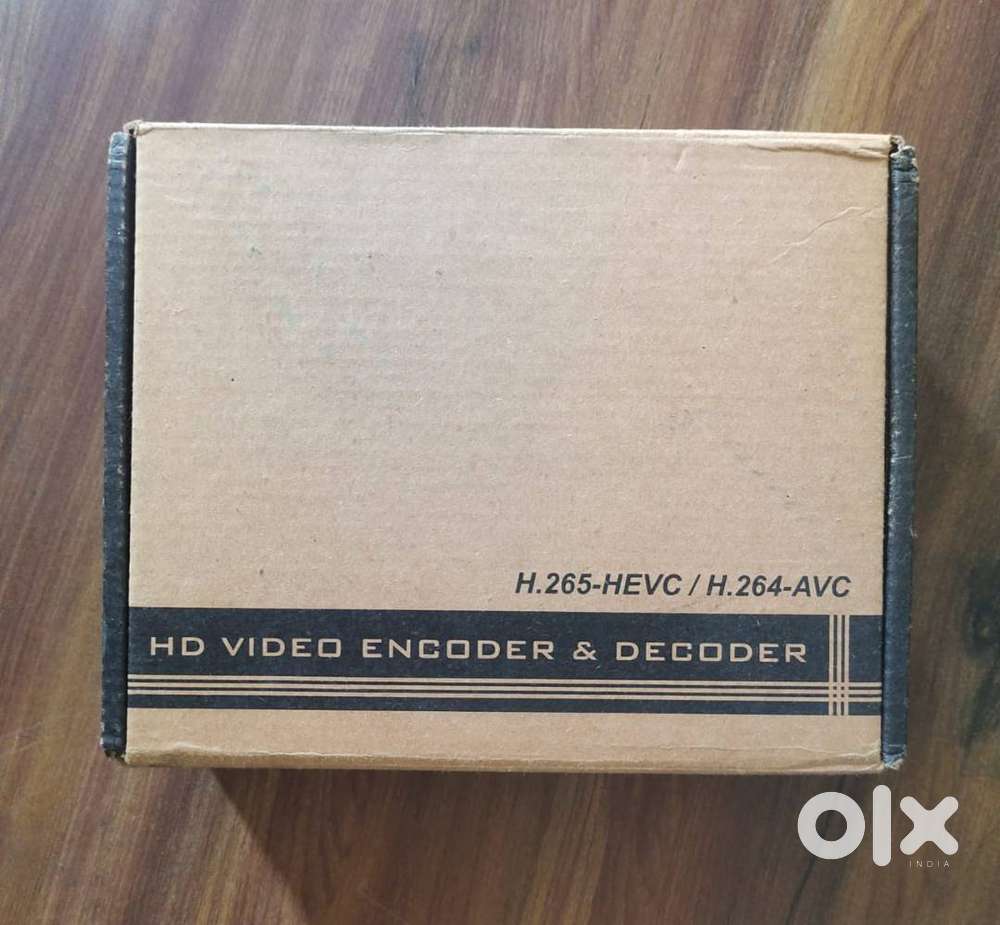 H.265-HEVC / H.264-AVC
HD VIDEO ENCODER & DECODER
olx
INDIA